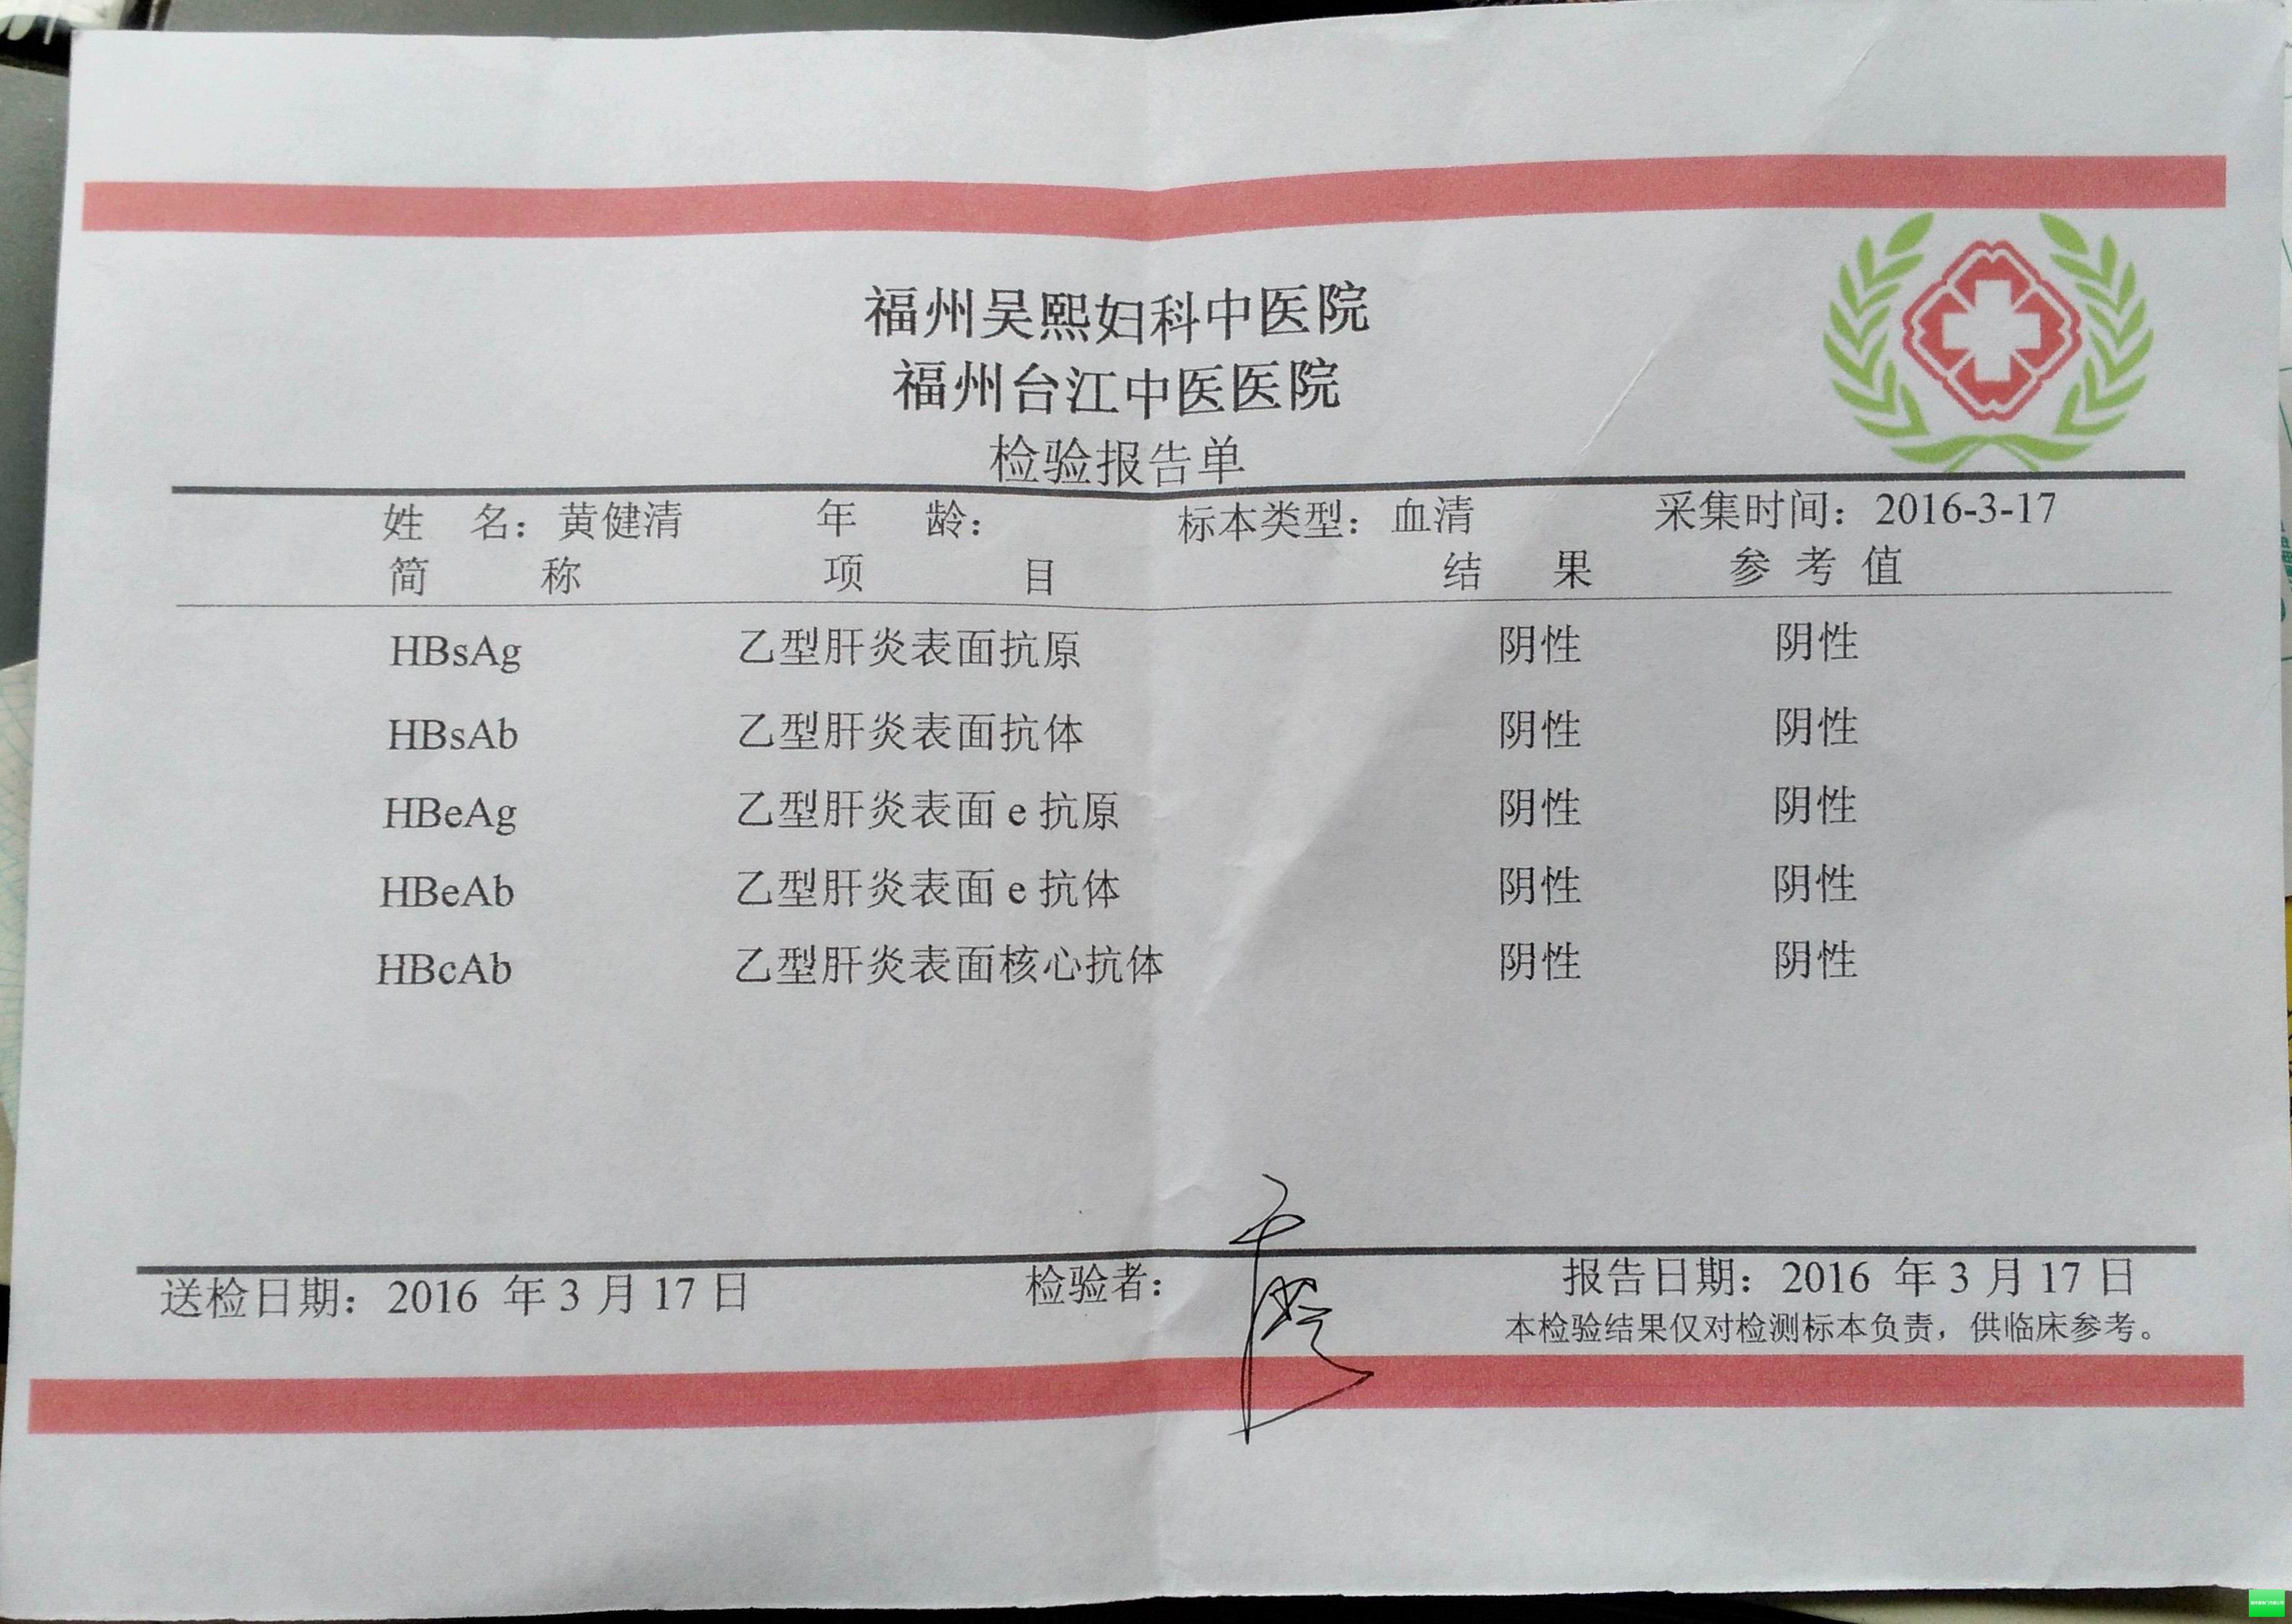 福州吴熙妇科中医院
福州台江中医医院
检验报告单
姓 名：黄健清 年 龄： 标本类型：血清 采集时间：2016-3-17
简 称 项 目 结 果 参 考 值
HBsAg 乙型肝炎表面抗原 阴性 阴性
HBsAb 乙型肝炎表面抗体 阴性 阴性
HBeAg 乙型肝炎表面 e 抗原 阴性 阴性
HBeAb 乙型肝炎表面 e 抗体 阴性 阴性
HBcAb 乙型肝炎表面核心抗体 阴性 阴性
送检日期：2016 年 3 月 17 日 检验者： 报告日期：2016 年 3 月 17 日
本检验结果仅对检测标本负责，供临床参考。